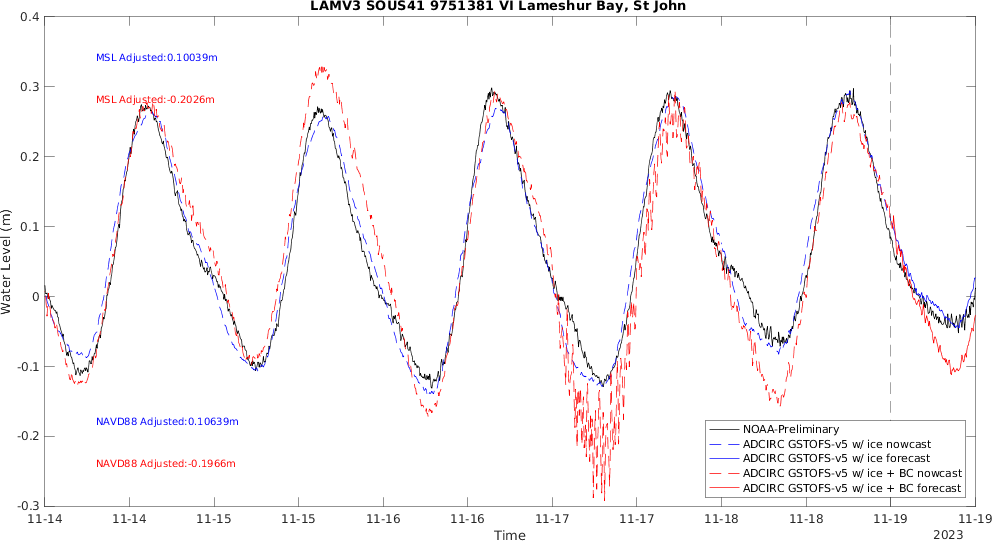 LAMV3 SOUS41 9751381 VI Lameshur Bay, St John
0.4
0.3
0.2
0.1
0
-0.1
-0.2
-0.3
Water Level (m)
MSL Adjusted:0.10039m
MSL Adjusted:-0.2026m
NAVD88 Adjusted:0.10639m
NAVD88 Adjusted:-0.1966m
NOAA-Preliminary
ADCIRC GSTOFS-v5 w/ ice nowcast
ADCIRC GSTOFS-v5 w/ ice forecast
ADCIRC GSTOFS-v5 w/ ice + BC nowcast
ADCIRC GSTOFS-v5 w/ ice + BC forecast
11-14 11-14 11-15 11-15 11-16 11-16 11-17 11-17 11-18 11-18 11-19 11-19
Time
2023